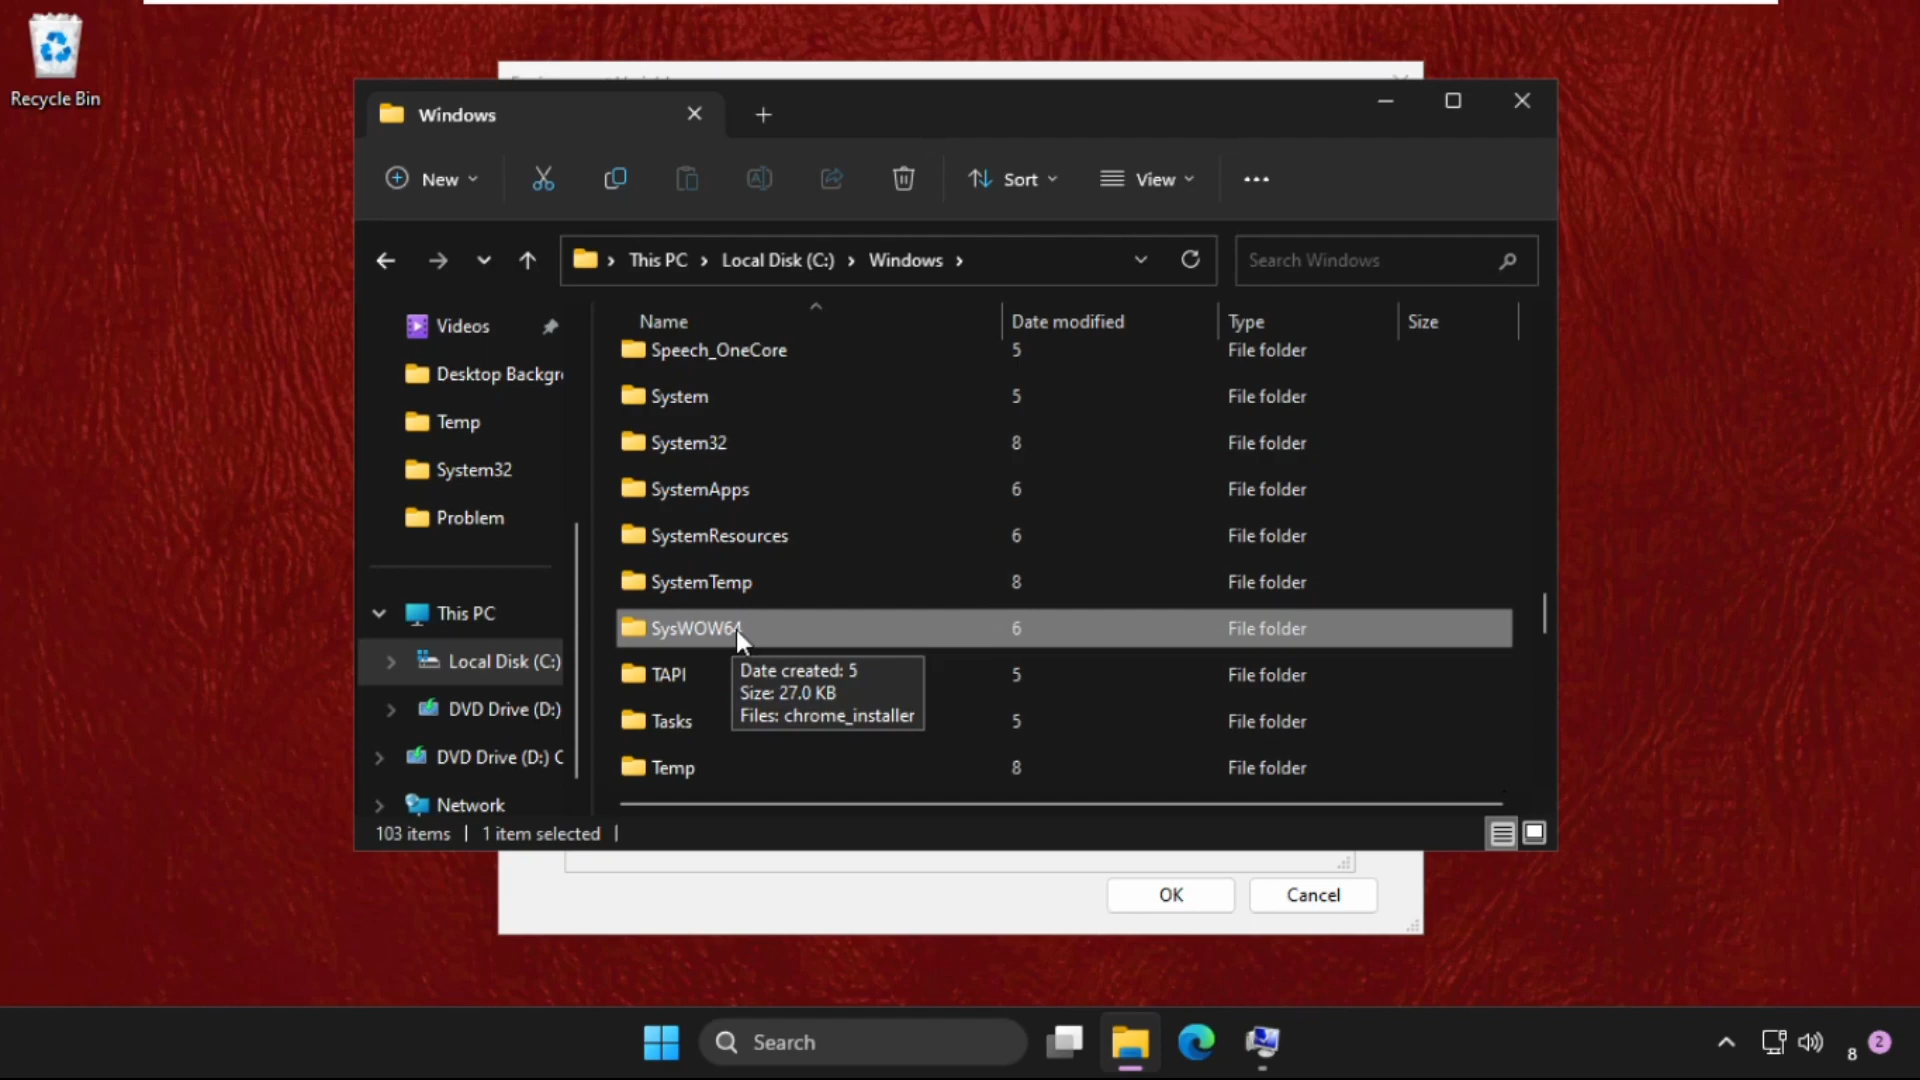 Recycle Bin
Windows
New
Sort
View
This PC
Local Disk (C:)
Windows
Search Windows
Videos
Desktop Backgr
Temp
System32
Problem
This PC
Local Disk (C:)
DVD Drive (D:)
DVD Drive (D:) C
Network
Name Date modified Type Size
Speech_OneCore 5 File folder
System 5 File folder
System32 8 File folder
SystemApps 6 File folder
SystemResources 6 File folder
SystemTemp 8 File folder
SysWOW64 6 File folder
TAPI 5 File folder
Tasks 5 File folder
Temp 8 File folder
Date created: 5
Size: 27.0 KB
Files: chrome_installer
103 items | 1 item selected |
OK
Cancel
Search
8
2